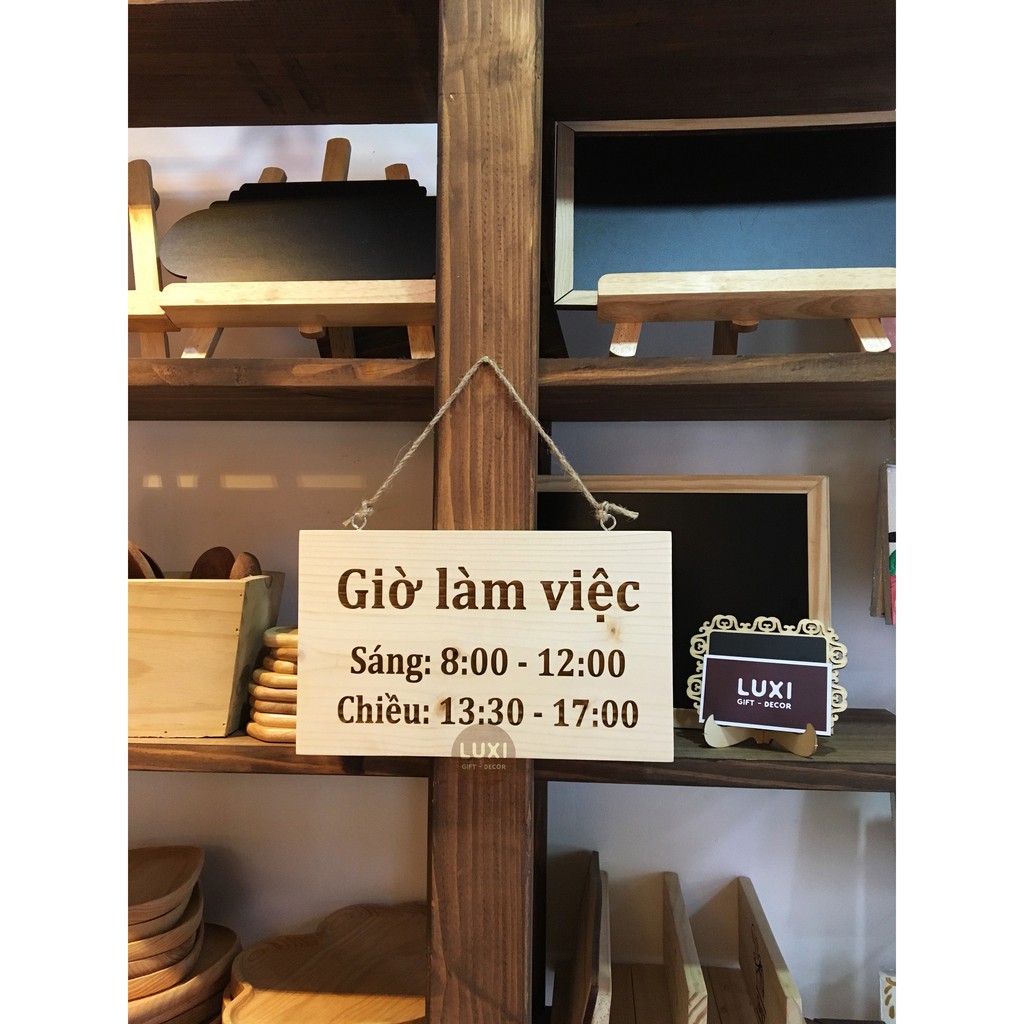 Giờ làm việc
Sáng: 8:00 - 12:00
Chiều: 13:30 - 17:00
LUXI
GIFT - DECOR
LUXI
GIFT - DECOR